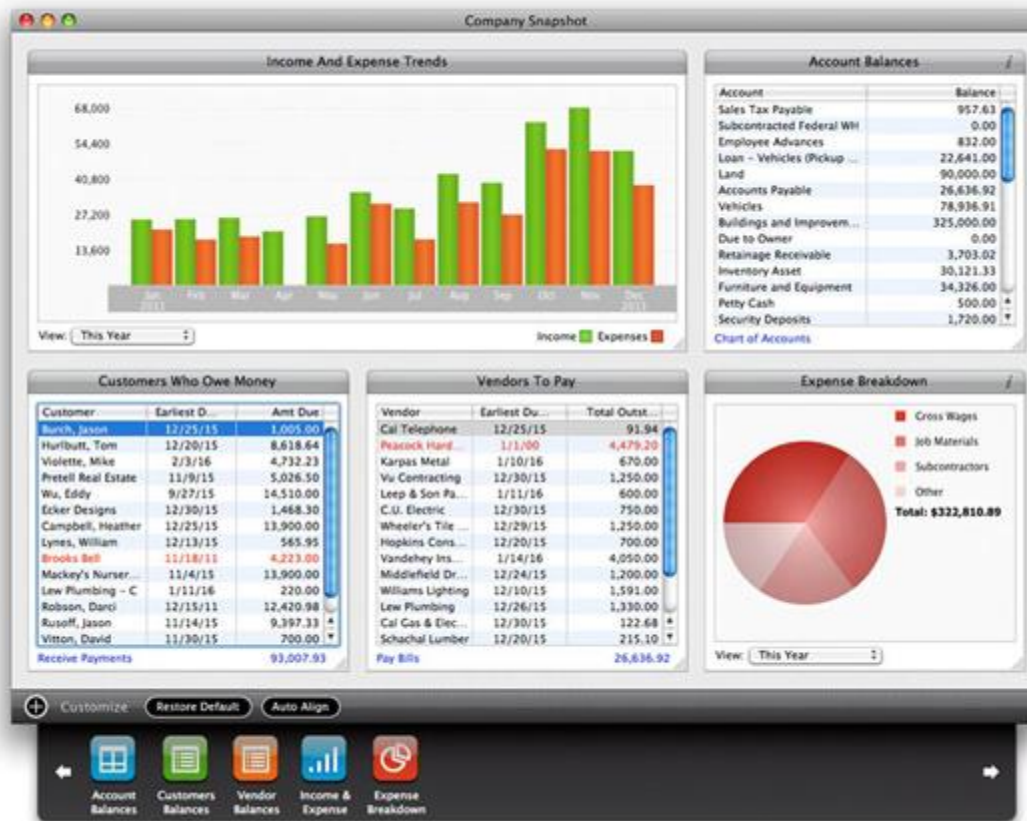 Company Snapshot
Income And Expense Trends
68,000
54,400
40,800
27,200
13,600
Jan Feb Mar Apr May Jun Jul Aug Sep Oct Nov Dec
2011 2011
View: This Year
Income Expenses
Account Balances i
Account Balance
Sales Tax Payable 957.63
Subcontracted Federal WH 0.00
Employee Advances 832.00
Loan - Vehicles (Pickup ... 22,641.00
Land 90,000.00
Accounts Payable 26,636.92
Vehicles 78,936.91
Buildings and Improvem... 325,000.00
Due to Owner 0.00
Retainage Receivable 3,703.02
Inventory Asset 30,121.33
Furniture and Equipment 34,326.00
Petty Cash 500.00
Security Deposits 1,720.00
Chart of Accounts
Customers Who Owe Money
Customer Earliest D... Amt Due
Burch, Jason 12/25/15 1,005.00
Hurlbutt, Tom 12/20/15 8,618.64
Violette, Mike 2/3/16 4,732.23
Pretell Real Estate 11/9/15 5,026.50
Wu, Eddy 9/27/15 14,510.00
Ecker Designs 12/30/15 1,468.30
Campbell, Heather 12/25/15 13,900.00
Lynes, William 12/13/15 565.95
Brooks Bell 11/18/11 4,223.00
Mackey's Nurser... 11/4/15 13,900.00
Lew Plumbing - C 1/11/16 220.00
Robson, Darci 12/15/11 12,420.98
Rusoff, Jason 11/14/15 9,397.33
Vitton, David 11/30/15 700.00
Receive Payments 93,007.93
Vendors To Pay
Vendor Earliest Du... Total Outst...
Cal Telephone 12/25/15 91.94
Peacock Hard... 1/1/00 4,479.20
Karpas Metal 1/10/16 670.00
Vu Contracting 12/30/15 1,250.00
Leep & Son Pa... 1/11/16 600.00
C.U. Electric 12/30/15 750.00
Wheeler's Tile ... 12/29/15 1,250.00
Hopkins Cons... 12/20/15 700.00
Vandehey Ins... 1/14/16 4,050.00
Middlefield Dr... 12/24/15 1,200.00
Williams Lighting 12/10/15 1,591.00
Lew Plumbing 12/26/15 1,330.00
Cal Gas & Elec... 12/30/15 122.68
Schachal Lumber 12/20/15 215.10
Pay Bills 26,636.92
Expense Breakdown i
Gross Wages
Job Materials
Subcontractors
Other
Total: $322,810.89
View: This Year
Customize Restore Default Auto Align
Account Balances
Customers Balances
Vendor Balances
Income & Expense
Expense Breakdown